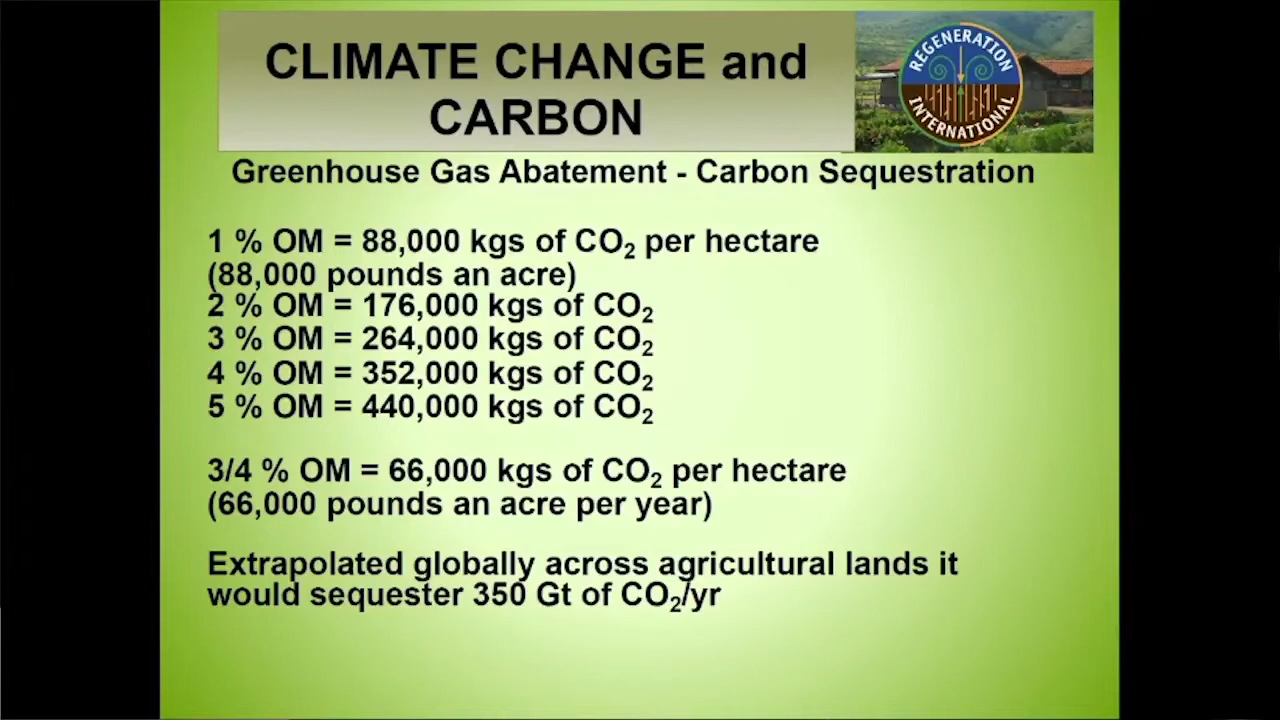 CLIMATE CHANGE and
CARBON
REGENERATION
INTERNATIONAL
Greenhouse Gas Abatement - Carbon Sequestration
1 % OM = 88,000 kgs of CO₂ per hectare
(88,000 pounds an acre)
2 % OM = 176,000 kgs of CO₂
3 % OM = 264,000 kgs of CO₂
4 % OM = 352,000 kgs of CO₂
5 % OM = 440,000 kgs of CO₂
3/4 % OM = 66,000 kgs of CO₂ per hectare
(66,000 pounds an acre per year)
Extrapolated globally across agricultural lands it
would sequester 350 Gt of CO₂/yr